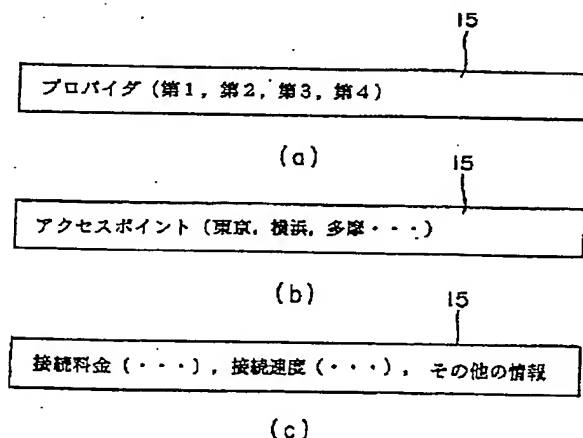 15
プロバイダ (第1, 第2, 第3, 第4)
(a)
15
アクセスポイント (東京, 横浜, 多摩・・・)
(b)
15
接続料金 (・・・), 接続速度 (・・・), その他の情報
(c)